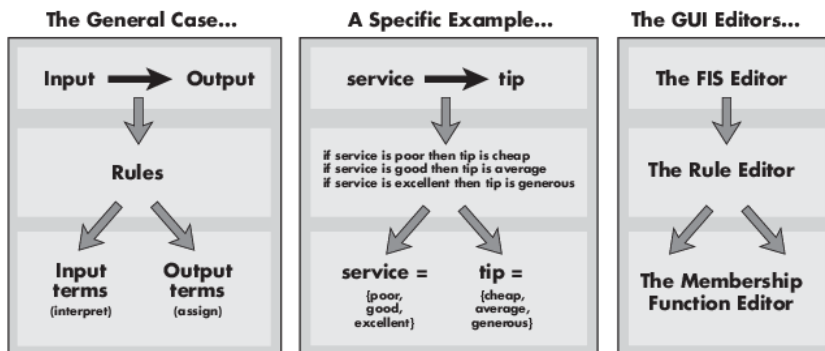 The General Case...
Input Output
Rules
Input terms
(interpret)
Output terms
(assign)
A Specific Example...
service tip
if service is poor then tip is cheap
if service is good then tip is average
if service is excellent then tip is generous
service =
{poor,
good,
excellent}
tip =
{cheap,
average,
generous}
The GUI Editors...
The FIS Editor
The Rule Editor
The Membership
Function Editor